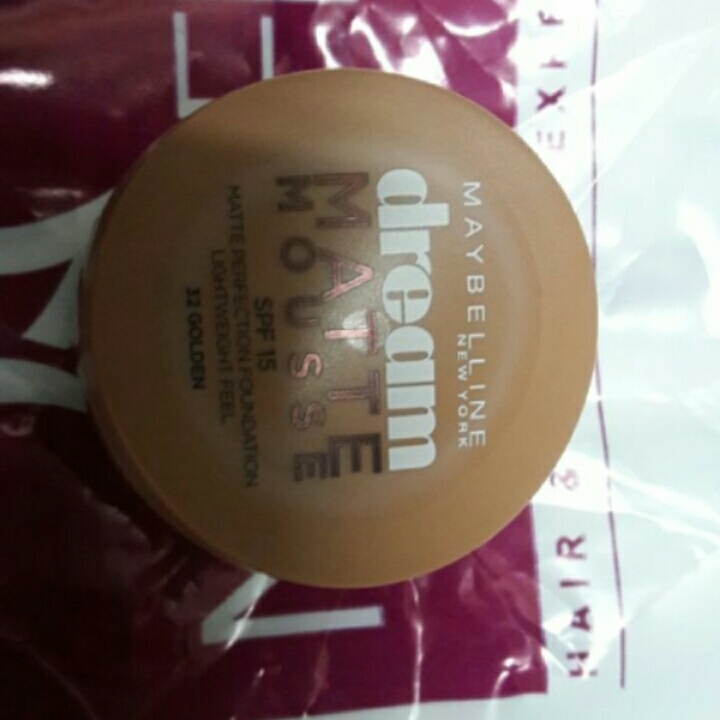 MAYBELLINE
NEW YORK
dream
MATTE
MOUSSE
SPF 15
MATTE PERFECTION FOUNDATION
LIGHTWEIGHT FEEL
32 GOLDEN
HAIR &